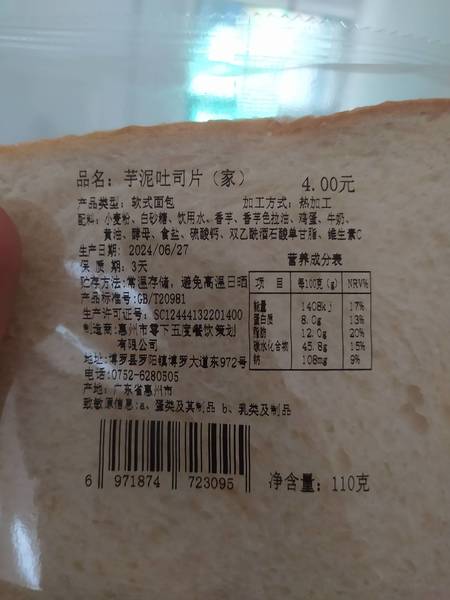 品名: 芋泥吐司片（家） 4.00元
产品类型: 软式面包 加工方式: 热加工
配料: 小麦粉、白砂糖、饮用水、香芋、香芋色拉油、鸡蛋、牛奶、
黄油、酵母、食盐、硫酸钙、双乙酰酒石酸单甘脂、维生素C
生产日期: 2024/06/27
保 质 期: 3天
贮存方法:常温存储，避免高温日晒
产品标准号:GB/T20981
生产许可证号: SC12444132201400
制造商:惠州市零下五度餐饮策划
有限公司
地址:博罗县罗阳镇博罗大道东972号
电话:0752-6280505
产地:广东省惠州市
致敏原信息:a、蛋类及其制品 b、乳类及制品
营养成分表
项 目 每100克(g) NRV%
能量 1408kj 17%
蛋白质 8.0g 13%
脂肪 12.0g 20%
碳水化合物 45.8g 15%
钠 108mg 9%
6 971874 723095
净含量: 110克